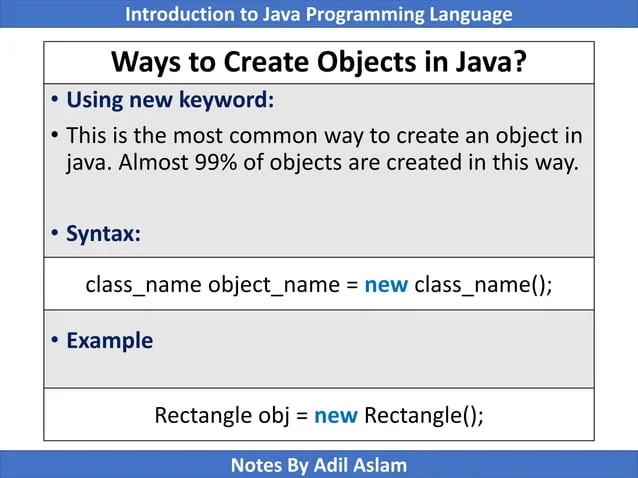 Introduction to Java Programming Language
Ways to Create Objects in Java?
• Using new keyword:
• This is the most common way to create an object in
java. Almost 99% of objects are created in this way.
• Syntax:
class_name object_name = new class_name();
• Example
Rectangle obj = new Rectangle();
Notes By Adil Aslam